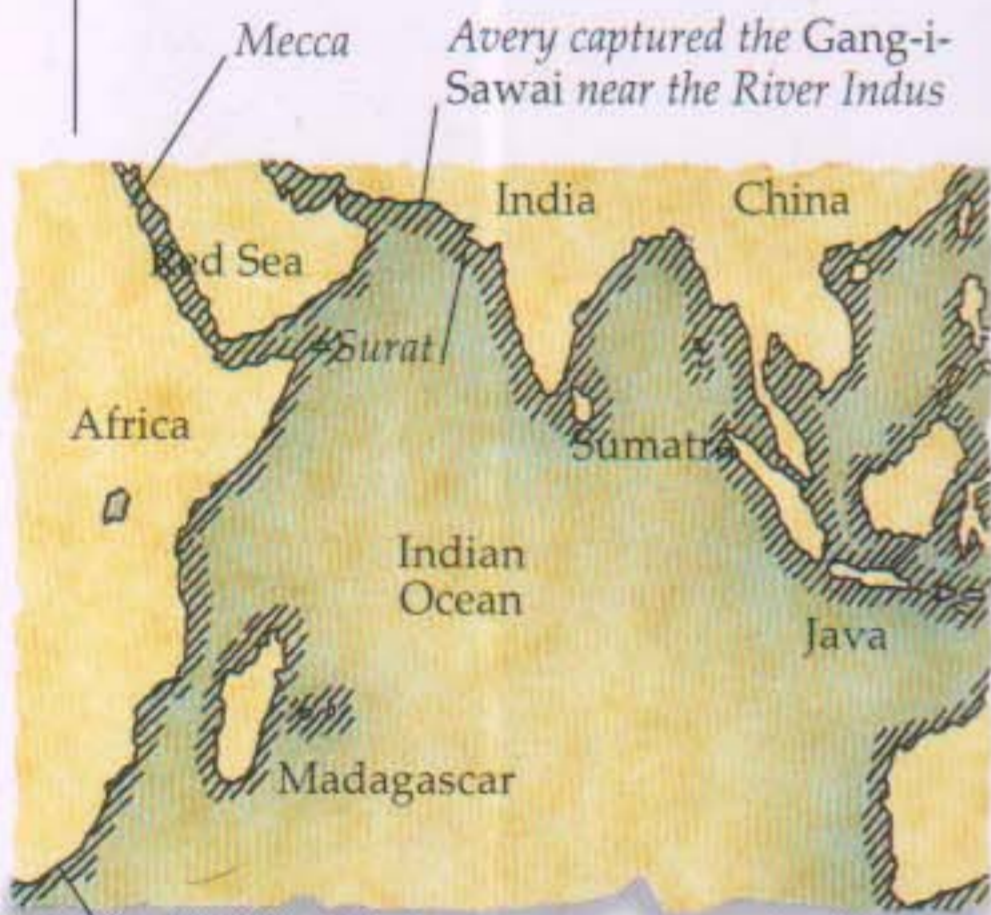 Mecca
Avery captured the Gang-i-
Sawai near the River Indus
India
China
Red Sea
Surat
Africa
Sumatra
Indian
Ocean
Java
Madagascar